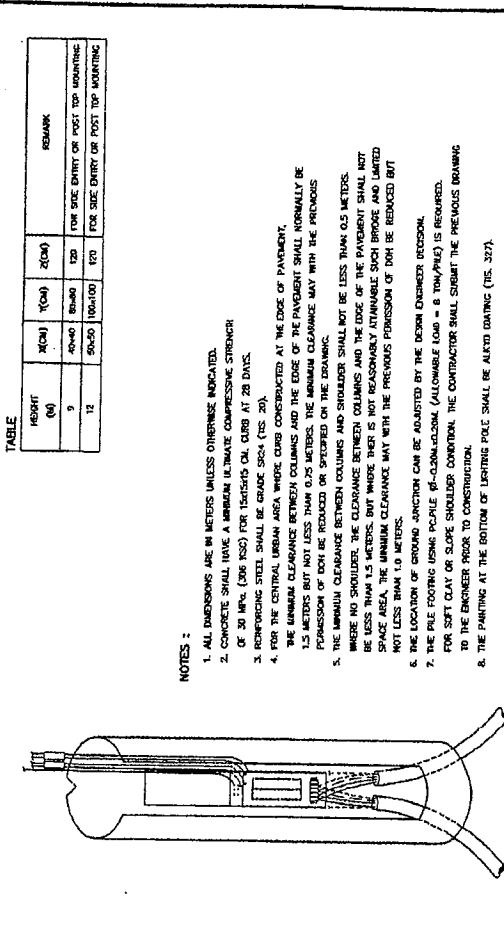 TABLE
HEIGHT (M) X(CM) Y(CM) Z(CM) REMARK
9 40x40 80x80 120 FOR SIDE ENTRY OR POST TOP MOUNTING
12 50x50 100x100 120 FOR SIDE ENTRY OR POST TOP MOUNTING
NOTES :
1. ALL DIMENSIONS ARE IN METERS UNLESS OTHERWISE INDICATED.
2. CONCRETE SHALL HAVE A MINIMUM ULTIMATE COMPRESSIVE STRENGTH
OF 30 MPa. (306 KSC) FOR 15x15x15 CM. CURB AT 28 DAYS.
3. REINFORCING STEEL SHALL BE GRADE SR24 (TIS. 20).
4. FOR THE CENTRAL URBAN AREA WHERE CURB CONSTRUCTED AT THE EDGE OF PAVEMENT,
THE MINIMUM CLEARANCE BETWEEN COLUMNS AND THE EDGE OF THE PAVEMENT SHALL NORMALLY BE
1.5 METERS BUT NOT LESS THAN 0.75 METERS. THE MINIMUM CLEARANCE MAY WITH THE PREVIOUS
PERMISSION OF DOH BE REDUCED OR SPECIFIED ON THE DRAWING.
5. THE MINIMUM CLEARANCE BETWEEN COLUMNS AND SHOULDER SHALL NOT BE LESS THAN 0.5 METERS.
WHERE NO SHOULDER, THE CLEARANCE BETWEEN COLUMNS AND THE EDGE OF THE PAVEMENT SHALL NOT
BE LESS THAN 1.5 METERS. BUT WHERE THER IS NOT REASONABLY ATTAINABLE SUCH BRIDGE AND LIMITED
SPACE AREA, THE MINIMUM CLEARANCE MAY WITH THE PREVIOUS PERMISSION OF DOH BE REDUCED BUT
NOT LESS THAN 1.0 METERS.
6. THE LOCATION OF GROUND JUNCTION CAN BE ADJUSTED BY THE DESIGN ENGINEER DECISION.
7. THE PILE FOOTING USING PC.PILE -0.20M.x0.20M. (ALLOWABLE LOAD = 8 TON/PILE) IS REQUIRED.
FOR SOFT CLAY OR SLOPE SHOULDER CONDITION, THE CONTRACTOR SHALL SUBMIT THE PREVIOUS DRAWING
TO THE ENGINEER PRIOR TO CONSTRUCTION.
8. THE PAINTING AT THE BOTTOM OF LIGHTING POLE SHALL BE ALKYD COATING (TIS. 327).